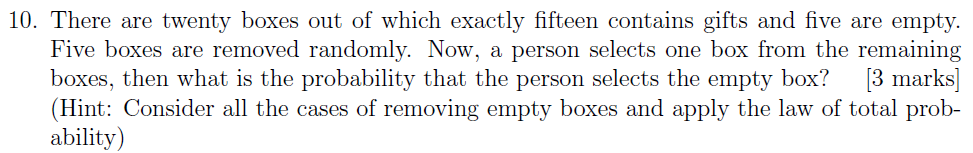 10. There are twenty boxes out of which exactly fifteen contains gifts and five are empty.
Five boxes are removed randomly. Now, a person selects one box from the remaining
boxes, then what is the probability that the person selects the empty box? [3 marks]
(Hint: Consider all the cases of removing empty boxes and apply the law of total prob-
ability)